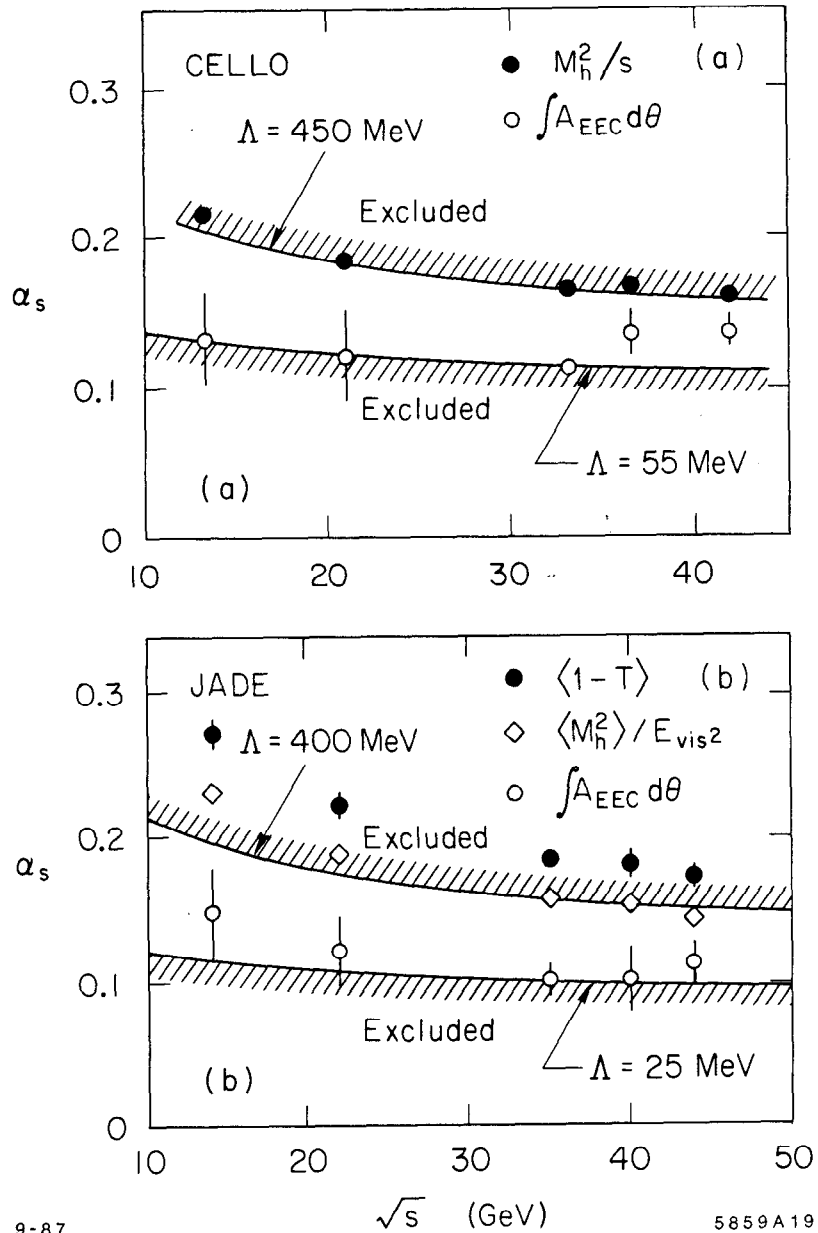 CELLO
● M_h^2/s (a)
○ ∫A_EEC dθ
0.3
Λ = 450 MeV
Excluded
0.2
α_s
0.1
Excluded
Λ = 55 MeV
(a)
0
10 20 30 40
JADE
● ⟨1-T⟩ (b)
◇ ⟨M_h^2⟩/E_vis2
○ ∫A_EEC dθ
0.3
Λ = 400 MeV
Excluded
0.2
α_s
0.1
Excluded
Λ = 25 MeV
(b)
0
10 20 30 40 50
√s (GeV)
9-87
5859A19